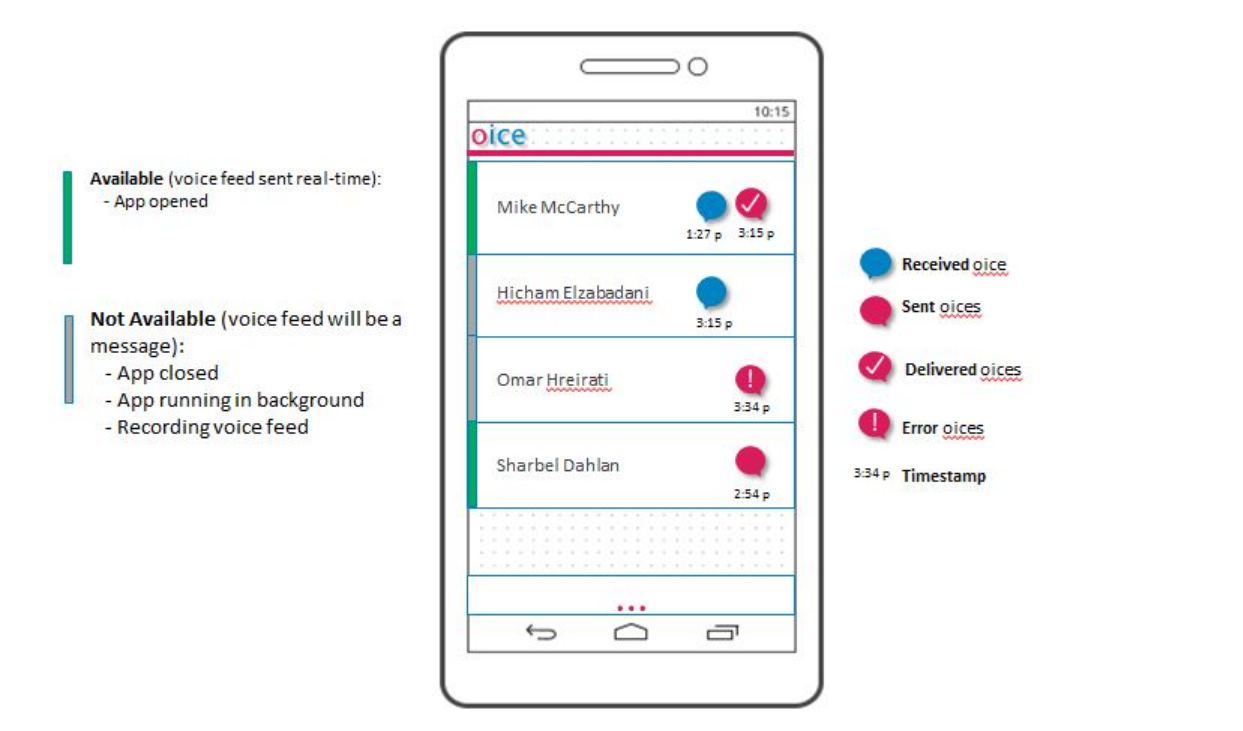 10:15
oice
Available (voice feed sent real-time):
- App opened
Not Available (voice feed will be a
message):
- App closed
- App running in background
- Recording voice feed
Mike McCarthy
1:27 p 3:15 p
Hicham Elzabadani
3:15 p
Omar Hreirati
3:34 p
Sharbel Dahlan
2:54 p
Received oice
Sent oices
Delivered oices
Error oices
3:34 p Timestamp